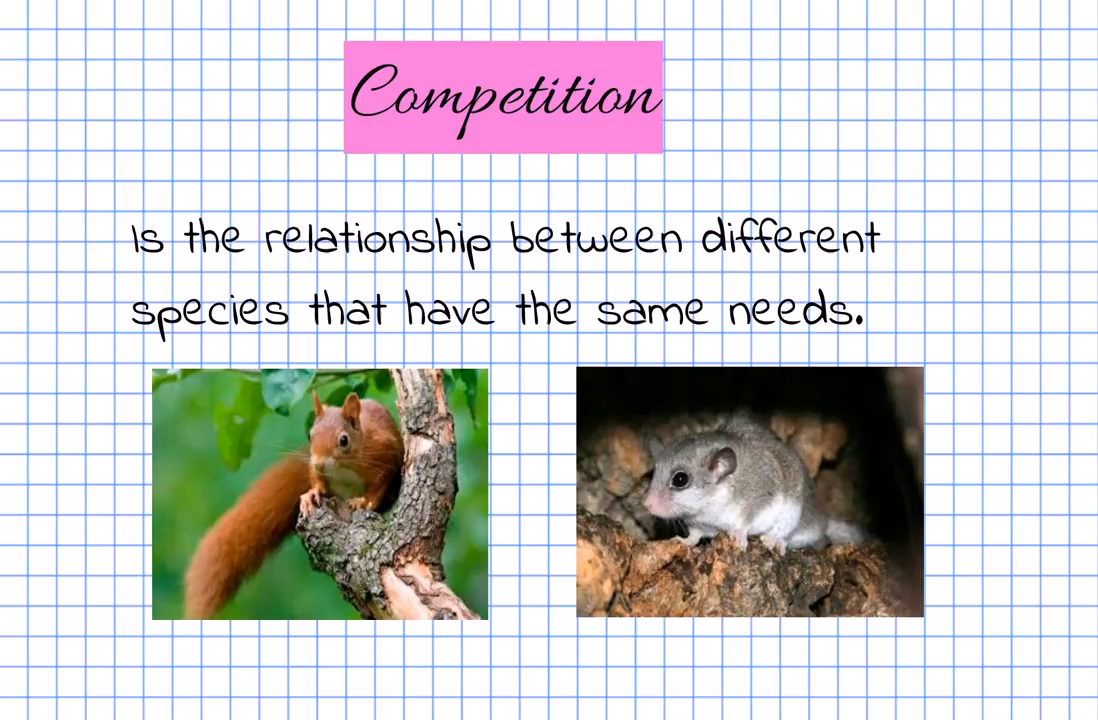 Competition
Is the relationship between different
species that have the same needs.